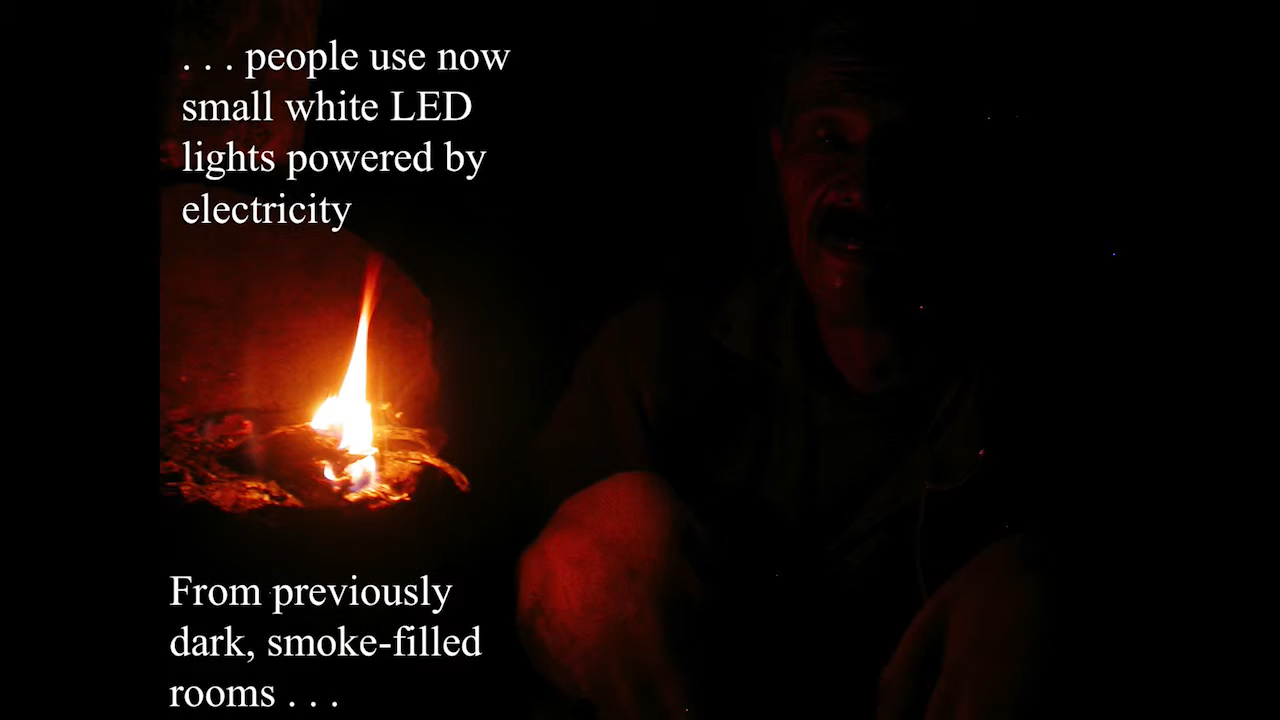 . . . people use now
small white LED
lights powered by
electricity
From previously
dark, smoke-filled
rooms . . .